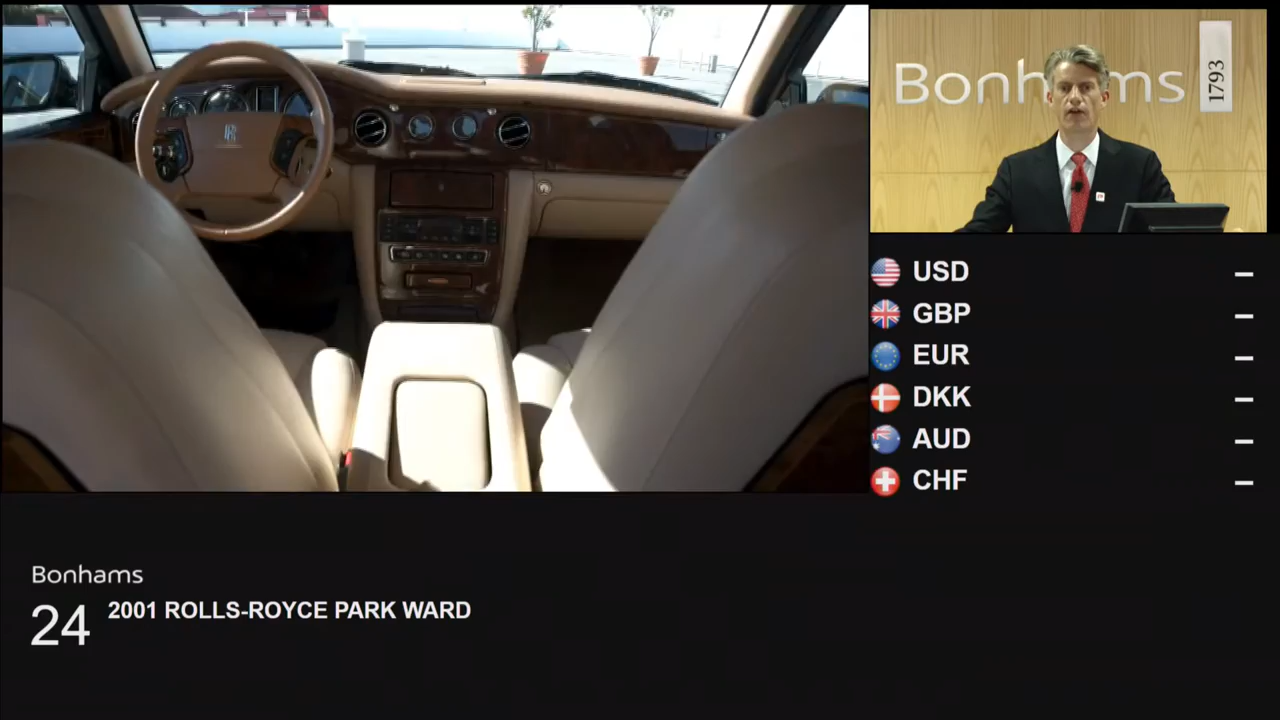 Bonhams
1793
USD –
GBP –
EUR –
DKK –
AUD –
CHF –
Bonhams
24
2001 ROLLS-ROYCE PARK WARD